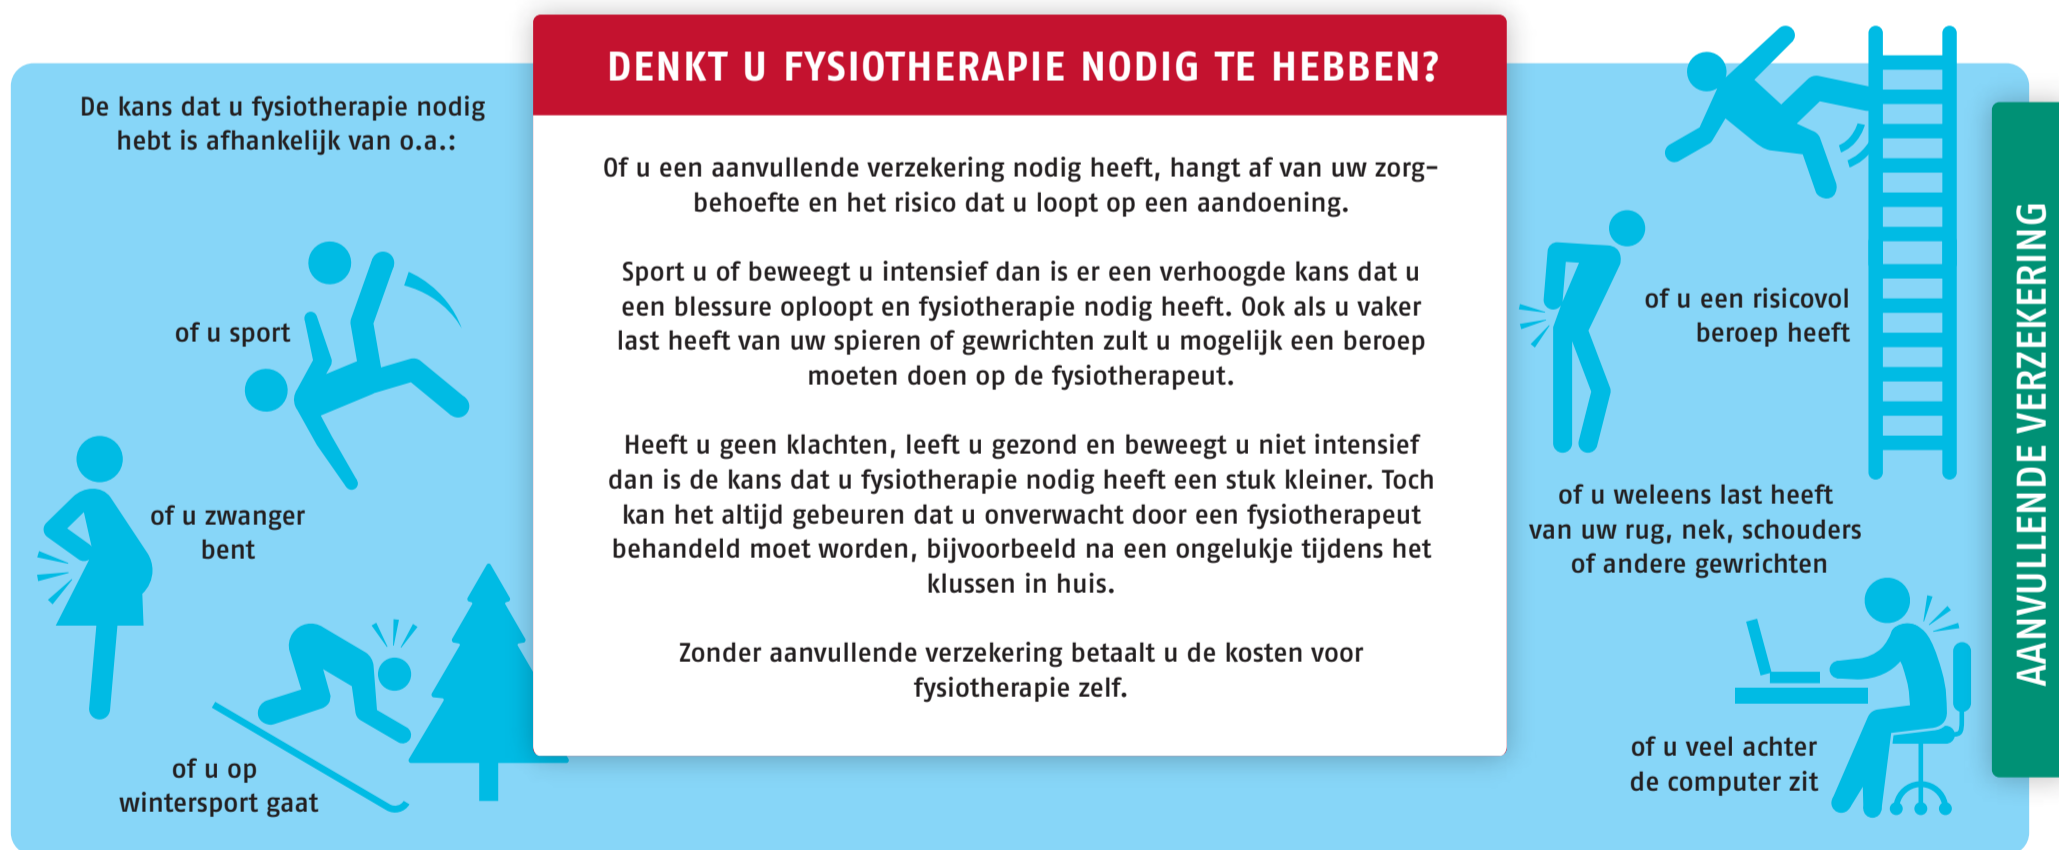 De kans dat u fysiotherapie nodig
hebt is afhankelijk van o.a.:
of u sport
of u zwanger
bent
of u op
wintersport gaat
DENKT U FYSIOTHERAPIE NODIG TE HEBBEN?
Of u een aanvullende verzekering nodig heeft, hangt af van uw zorg-
behoefte en het risico dat u loopt op een aandoening.
Sport u of beweegt u intensief dan is er een verhoogde kans dat u
een blessure oploopt en fysiotherapie nodig heeft. Ook als u vaker
last heeft van uw spieren of gewrichten zult u mogelijk een beroep
moeten doen op de fysiotherapeut.
Heeft u geen klachten, leeft u gezond en beweegt u niet intensief
dan is de kans dat u fysiotherapie nodig heeft een stuk kleiner. Toch
kan het altijd gebeuren dat u onverwacht door een fysiotherapeut
behandeld moet worden, bijvoorbeeld na een ongelukje tijdens het
klussen in huis.
Zonder aanvullende verzekering betaalt u de kosten voor
fysiotherapie zelf.
of u een risicovol
beroep heeft
of u weleens last heeft
van uw rug, nek, schouders
of andere gewrichten
of u veel achter
de computer zit
AANVULLENDE VERZEKERING